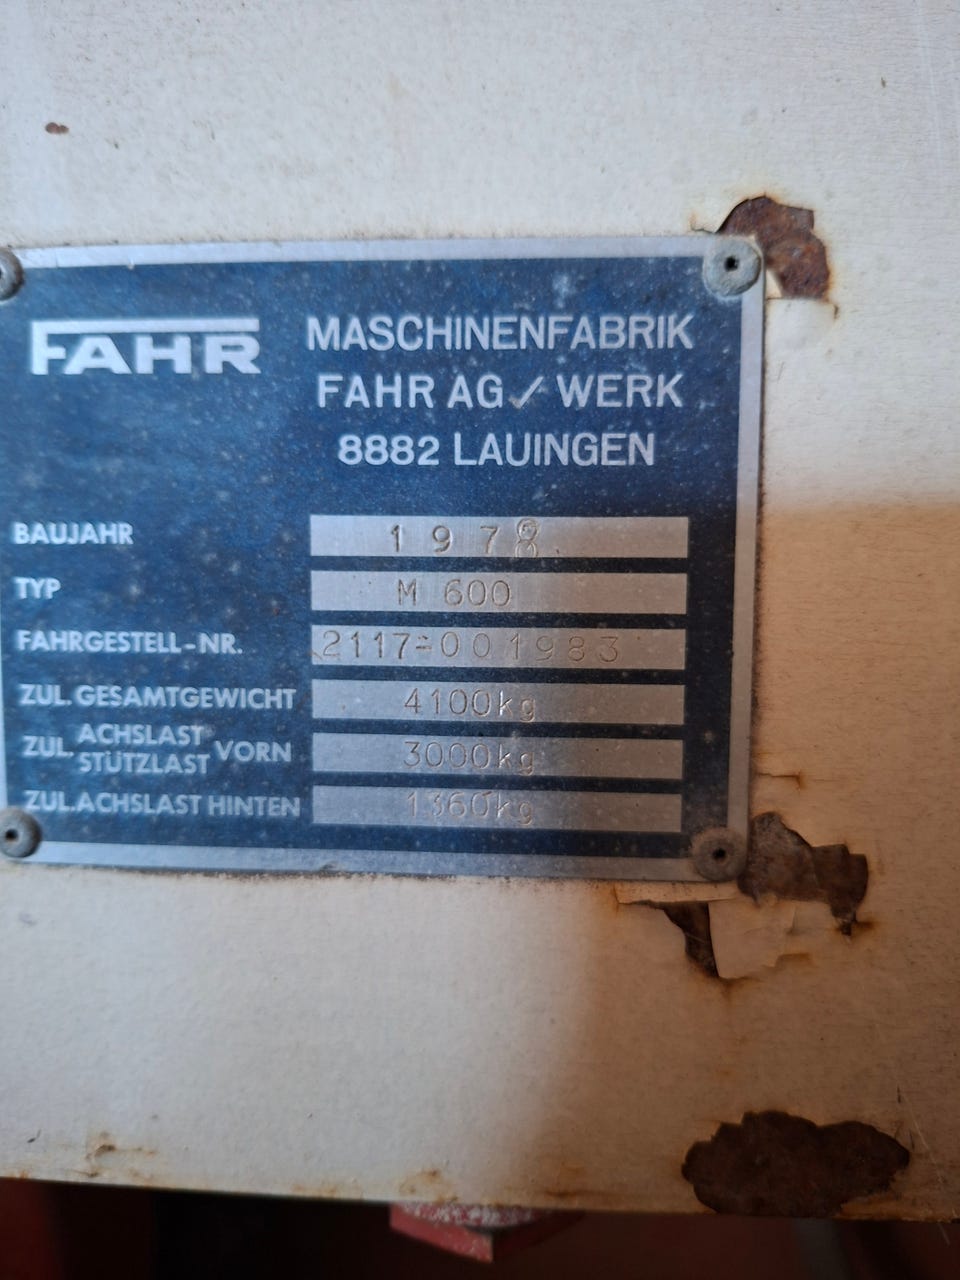 FAHR
MASCHINENFABRIK
FAHR AG / WERK
8882 LAUINGEN
BAUJAHR 1978
TYP M 600
FAHRGESTELL-NR. 2117-001983
ZUL. GESAMTGEWICHT 4100kg
ZUL. ACHSLAST STÜTZLAST VORN 3000kg
ZUL. ACHSLAST HINTEN 1360kg